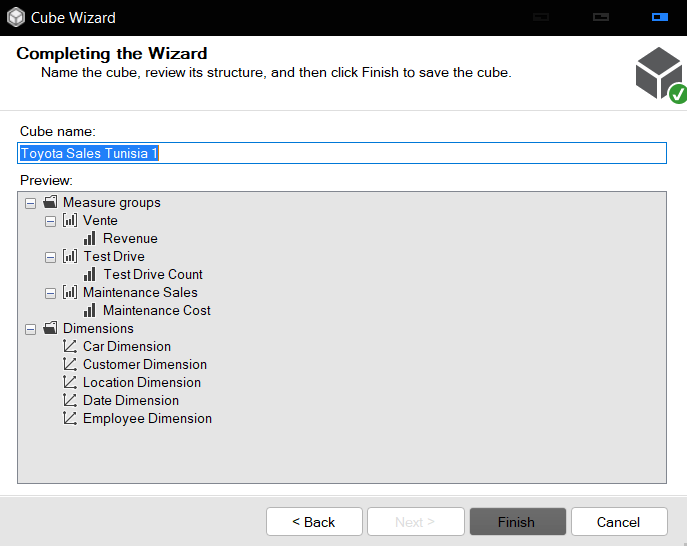 Cube Wizard
Completing the Wizard
Name the cube, review its structure, and then click Finish to save the cube.
Cube name:
Toyota Sales Tunisia 1
Preview:
Measure groups
Vente
Revenue
Test Drive
Test Drive Count
Maintenance Sales
Maintenance Cost
Dimensions
Car Dimension
Customer Dimension
Location Dimension
Date Dimension
Employee Dimension
< Back Next > Finish Cancel